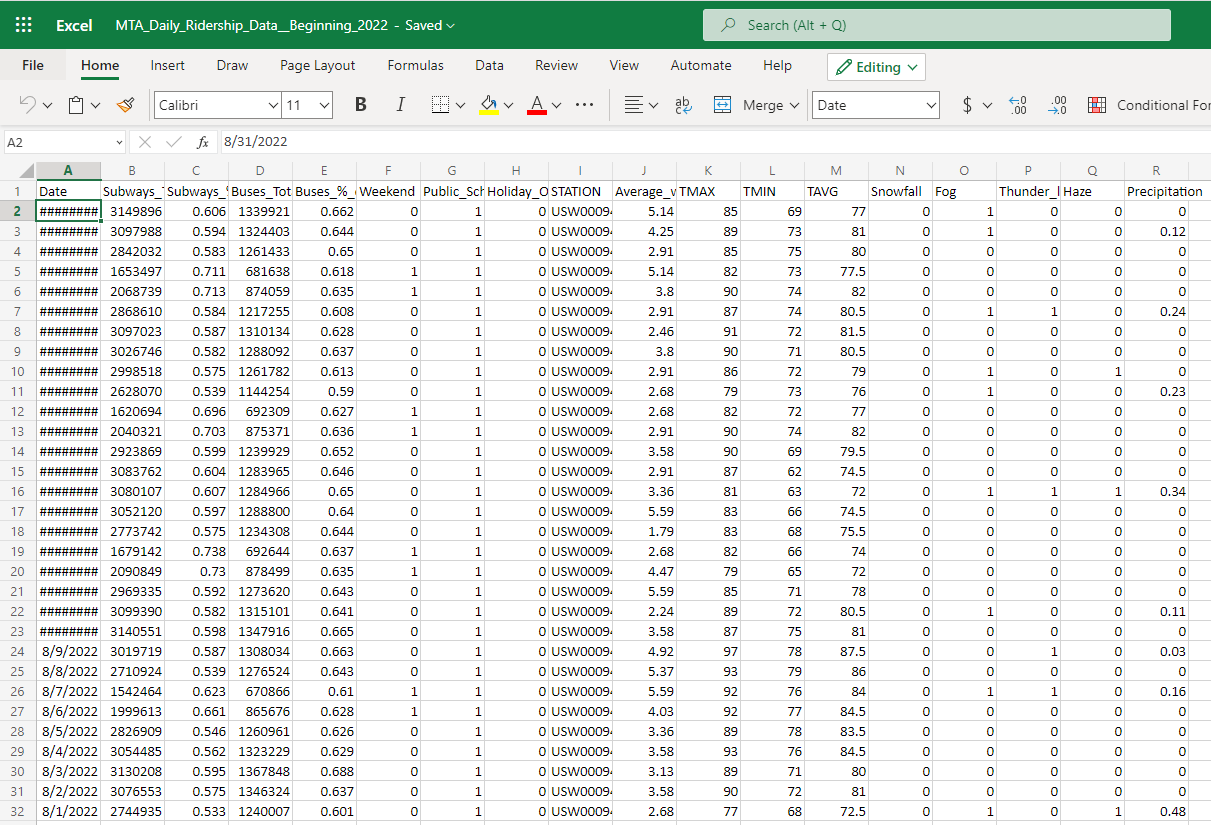 Excel MTA_Daily_Ridership_Data__Beginning_2022 - Saved Search (Alt + Q)
File Home Insert Draw Page Layout Formulas Data Review View Automate Help Editing
Calibri 11 B I A ab Merge Date $ .00 .00 Conditional For
A2 fx 8/31/2022
A B C D E F G H I J K L M N O P Q R
1 Date Subways_T Subways_% Buses_Tot Buses_%_ Weekend Public_Sch Holiday_O STATION Average_w TMAX TMIN TAVG Snowfall Fog Thunder_l Haze Precipitation
2 ######## 3149896 0.606 1339921 0.662 0 1 0 USW0009 5.14 85 69 77 0 1 0 0 0
3 ######## 3097988 0.594 1324403 0.644 0 1 0 USW0009 4.25 89 73 81 0 1 0 0 0.12
4 ######## 2842032 0.583 1261433 0.65 0 1 0 USW0009 2.91 85 75 80 0 0 0 0 0
5 ######## 1653497 0.711 681638 0.618 1 1 0 USW0009 5.14 82 73 77.5 0 0 0 0 0
6 ######## 2068739 0.713 874059 0.635 1 1 0 USW0009 3.8 90 74 82 0 0 0 0 0
7 ######## 2868610 0.584 1217255 0.608 0 1 0 USW0009 2.91 87 74 80.5 0 1 1 0 0.24
8 ######## 3097023 0.587 1310134 0.628 0 1 0 USW0009 2.46 91 72 81.5 0 0 0 0 0
9 ######## 3026746 0.582 1288092 0.637 0 1 0 USW0009 3.8 90 71 80.5 0 0 0 0 0
10 ######## 2998518 0.575 1261782 0.613 0 1 0 USW0009 2.91 86 72 79 0 1 0 1 0
11 ######## 2628070 0.539 1144254 0.59 0 1 0 USW0009 2.68 79 73 76 0 1 0 0 0.23
12 ######## 1620694 0.696 692309 0.627 1 1 0 USW0009 2.68 82 72 77 0 0 0 0 0
13 ######## 2040321 0.703 875371 0.636 1 1 0 USW0009 2.91 90 74 82 0 0 0 0 0
14 ######## 2923869 0.599 1239929 0.652 0 1 0 USW0009 3.58 90 69 79.5 0 0 0 0 0
15 ######## 3083762 0.604 1283965 0.646 0 1 0 USW0009 2.91 87 62 74.5 0 0 0 0 0
16 ######## 3080107 0.607 1284966 0.65 0 1 0 USW0009 3.36 81 63 72 0 1 1 1 0.34
17 ######## 3052120 0.597 1288800 0.64 0 1 0 USW0009 5.59 83 66 74.5 0 0 0 0 0
18 ######## 2773742 0.575 1234308 0.644 0 1 0 USW0009 1.79 83 68 75.5 0 0 0 0 0
19 ######## 1679142 0.738 692644 0.637 1 1 0 USW0009 2.68 82 66 74 0 0 0 0 0
20 ######## 2090849 0.73 878499 0.635 1 1 0 USW0009 4.47 79 65 72 0 0 0 0 0
21 ######## 2969335 0.592 1273620 0.643 0 1 0 USW0009 5.59 85 71 78 0 0 0 0 0
22 ######## 3099390 0.582 1315101 0.641 0 1 0 USW0009 2.24 89 72 80.5 0 1 0 0 0.11
23 ######## 3140551 0.598 1347916 0.665 0 1 0 USW0009 3.58 87 75 81 0 0 0 0 0
24 8/9/2022 3019719 0.587 1308034 0.663 0 1 0 USW0009 4.92 97 78 87.5 0 0 1 0 0.03
25 8/8/2022 2710924 0.539 1276524 0.643 0 1 0 USW0009 5.37 93 79 86 0 0 0 0 0
26 8/7/2022 1542464 0.623 670866 0.61 1 1 0 USW0009 5.59 92 76 84 0 1 1 0 0.16
27 8/6/2022 1999613 0.661 865676 0.628 1 1 0 USW0009 4.03 92 77 84.5 0 0 0 0 0
28 8/5/2022 2826909 0.546 1260961 0.626 0 1 0 USW0009 3.36 89 78 83.5 0 0 0 0 0
29 8/4/2022 3054485 0.562 1323229 0.629 0 1 0 USW0009 3.58 93 76 84.5 0 0 0 0 0
30 8/3/2022 3130208 0.595 1367848 0.688 0 1 0 USW0009 3.13 89 71 80 0 0 0 0 0
31 8/2/2022 3076553 0.575 1346324 0.637 0 1 0 USW0009 3.58 90 72 81 0 0 0 0 0
32 8/1/2022 2744935 0.533 1240007 0.601 0 1 0 USW0009 2.68 77 68 72.5 0 1 0 1 0.48